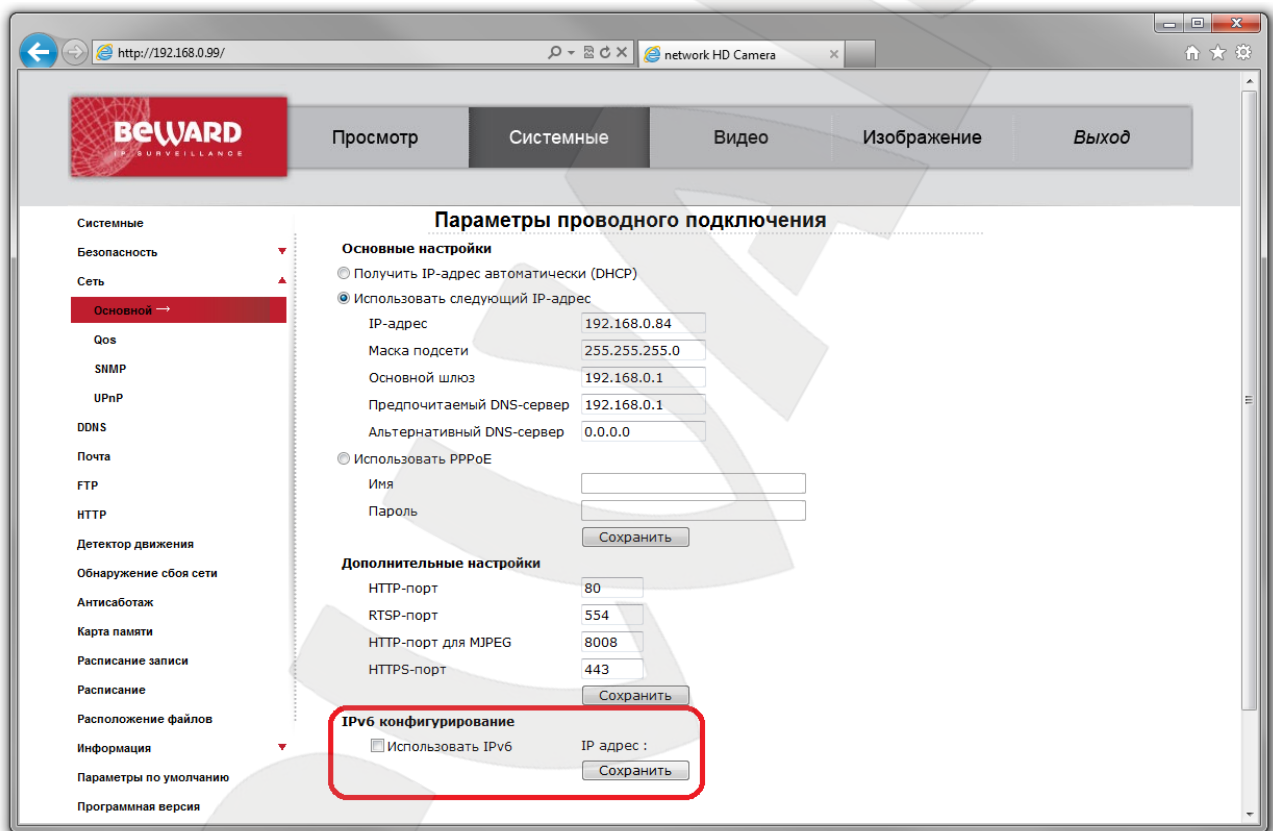 http://192.168.0.99/
network HD Camera
BEWARD
IP SURVEILLANCE
Просмотр
Системные
Видео
Изображение
Выход
Системные
Безопасность
Сеть
Основной →
Qos
SNMP
UPnP
DDNS
Почта
FTP
HTTP
Детектор движения
Обнаружение сбоя сети
Антисаботаж
Карта памяти
Расписание записи
Расписание
Расположение файлов
Информация
Параметры по умолчанию
Программная версия
Параметры проводного подключения
Основные настройки
Получить IP-адрес автоматически (DHCP)
Использовать следующий IP-адрес
IP-адрес 192.168.0.84
Маска подсети 255.255.255.0
Основной шлюз 192.168.0.1
Предпочитаемый DNS-сервер 192.168.0.1
Альтернативный DNS-сервер 0.0.0.0
Использовать PPPoE
Имя
Пароль
Сохранить
Дополнительные настройки
HTTP-порт 80
RTSP-порт 554
HTTP-порт для MJPEG 8008
HTTPS-порт 443
Сохранить
IPv6 конфигурирование
Использовать IPv6 IP адрес :
Сохранить